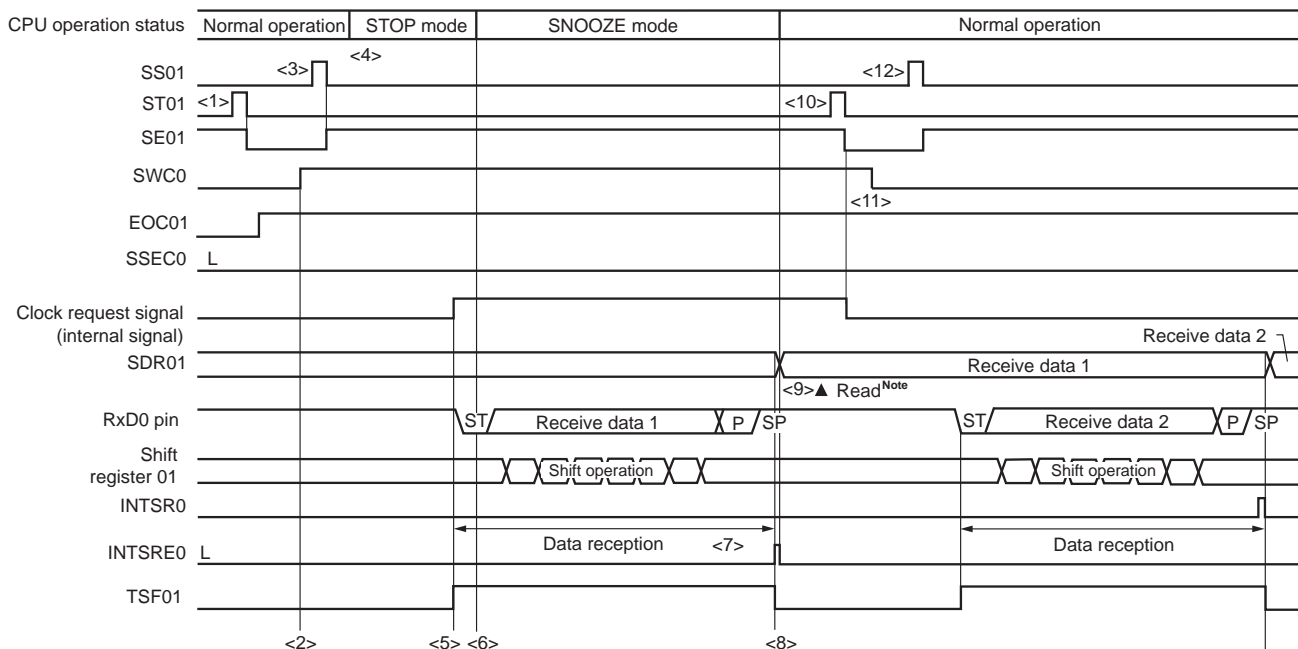 CPU operation status Normal operation STOP mode SNOOZE mode Normal operation
<3> <4> <12>
SS01
<1> <10>
ST01
SE01
SWC0
<11>
EOC01
SSEC0 L
Clock request signal
(internal signal)
Receive data 2
SDR01 Receive data 1
<9>▲ Read Note
RxD0 pin ST Receive data 1 P SP ST Receive data 2 P SP
Shift
register 01 Shift operation Shift operation
INTSR0
Data reception <7> Data reception
INTSRE0 L
TSF01
<2> <5> <6> <8>